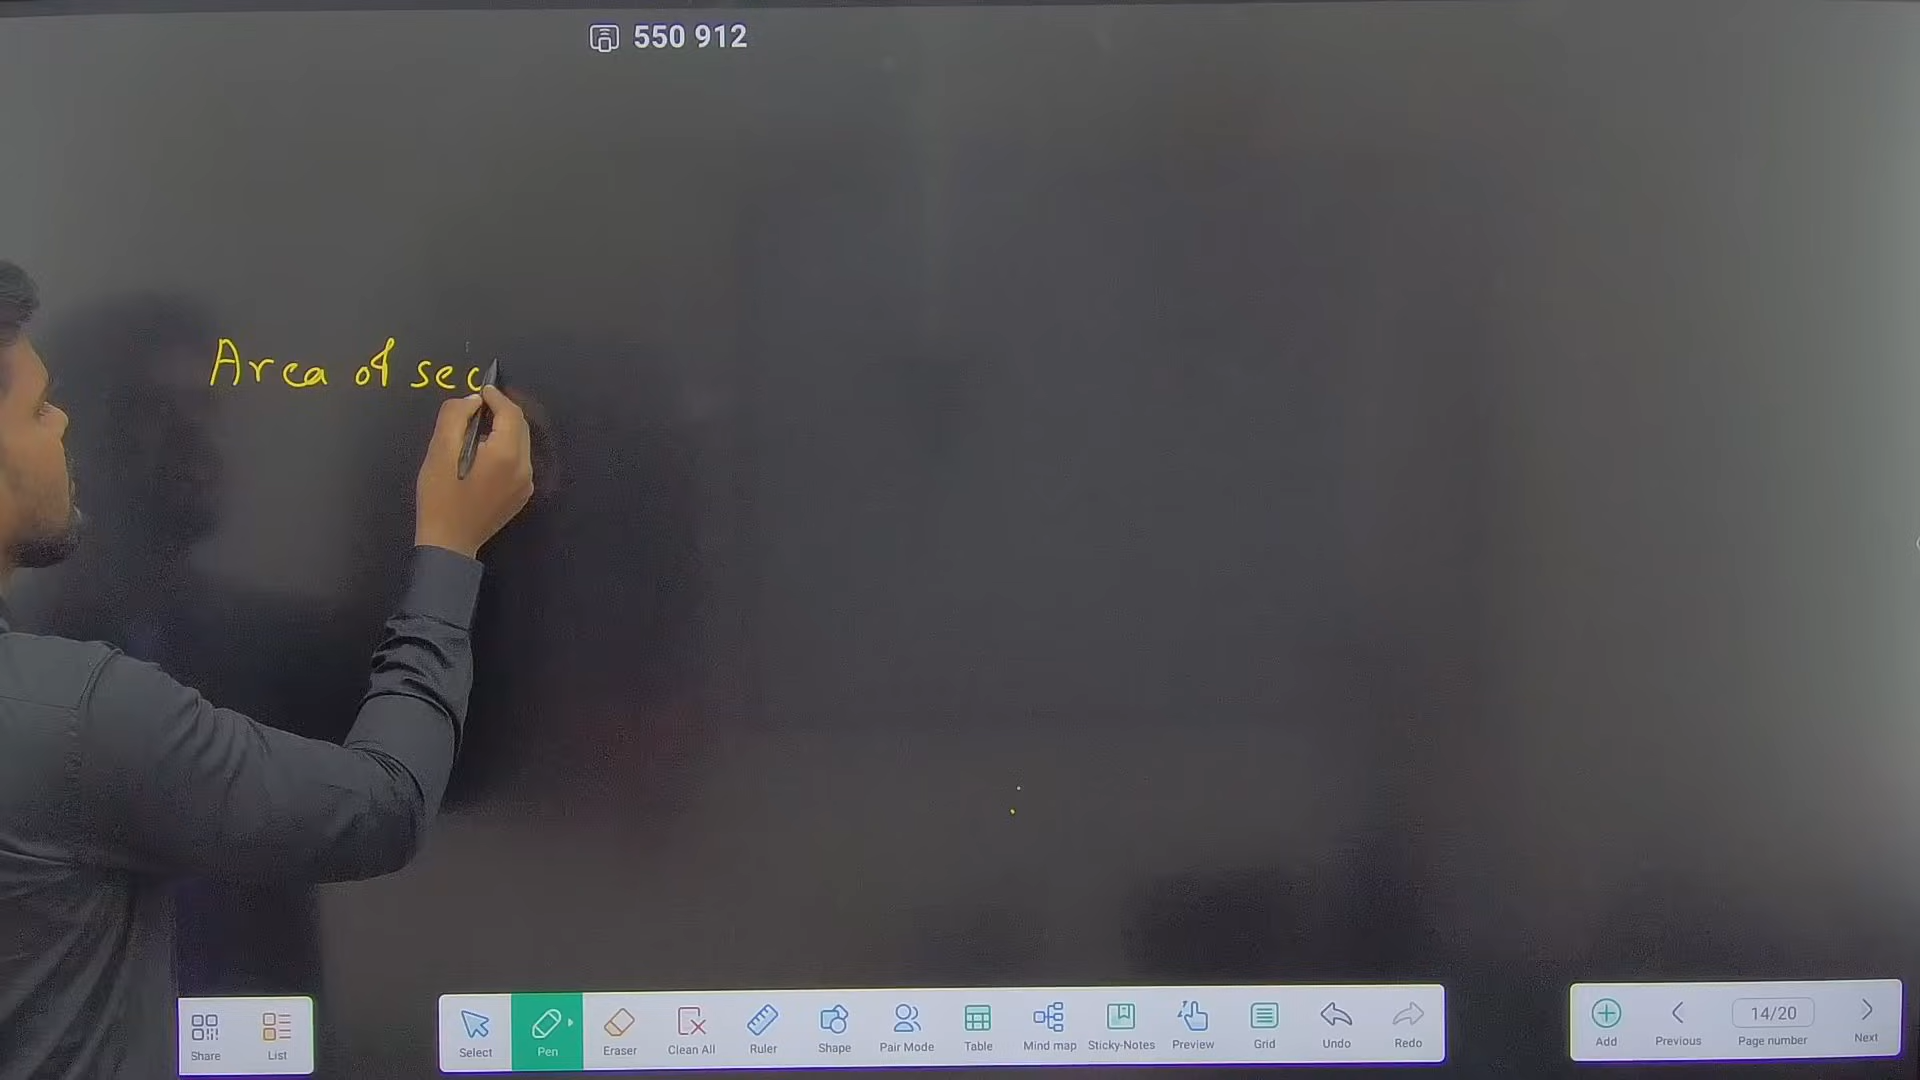 550 912
Area of sec
Share
List
Select
Pen
Eraser
Clean All
Ruler
Shape
Pair Mode
Table
Mind map
Sticky-Notes
Preview
Grid
Undo
Redo
Add
Previous
14/20
Page number
Next